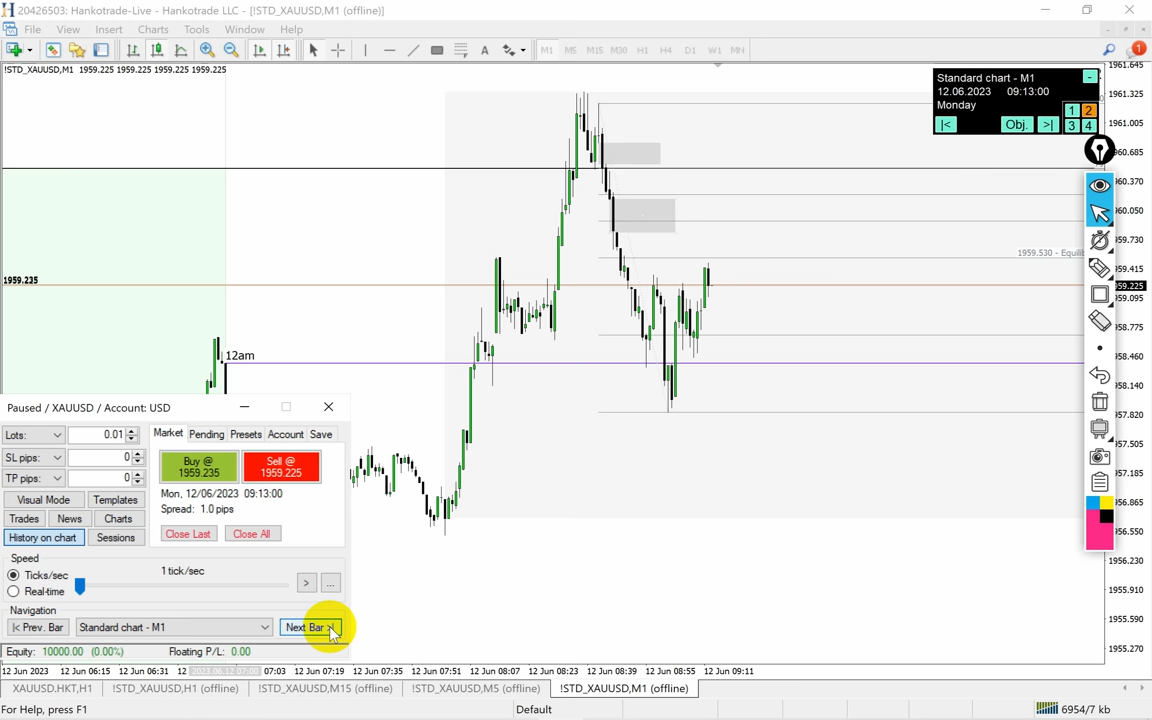 20426503: Hankotrade-Live - Hankotrade LLC - [!STD_XAUUSD,M1 (offline)]
File View Insert Charts Tools Window Help
M1 M5 M15 M30 H1 H4 D1 W1 MN
1
!STD_XAUUSD,M1 1959.225 1959.225 1959.225 1959.225
Standard chart - M1
-
12.06.2023 09:13:00
Monday
1 2
|< Obj. >| 3 4
1961.645
1961.325
1961.005
1960.685
1960.370
1960.050
1959.730
1959.530 - Equilib
1959.415
1959.235
1959.225
1959.095
1958.775
12am
1958.460
1958.140
1957.820
1957.505
1957.185
1956.865
1956.550
1956.230
1955.910
1955.590
1955.270
Paused / XAUUSD / Account: USD
Lots: 0.01
SL pips: 0
TP pips: 0
Market Pending Presets Account Save
Buy @
1959.235
Sell @
1959.225
Mon, 12/06/2023 09:13:00
Spread: 1.0 pips
Close Last Close All
Visual Mode Templates
Trades News Charts
History on chart Sessions
Speed
Ticks/sec
Real-time
1 tick/sec
> ...
Navigation
|< Prev. Bar Standard chart - M1 Next Bar >|
Equity: 10000.00 (0.00%) Floating P/L: 0.00
12 Jun 2023 12 Jun 06:15 12 Jun 06:31 12 2023.06.12 07:00 07:03 12 Jun 07:19 12 Jun 07:35 12 Jun 07:51 12 Jun 08:07 12 Jun 08:23 12 Jun 08:39 12 Jun 08:55 12 Jun 09:11
XAUUSD.HKT,H1 !STD_XAUUSD,H1 (offline) !STD_XAUUSD,M15 (offline) !STD_XAUUSD,M5 (offline) !STD_XAUUSD,M1 (offline)
For Help, press F1 Default 6954/7 kb